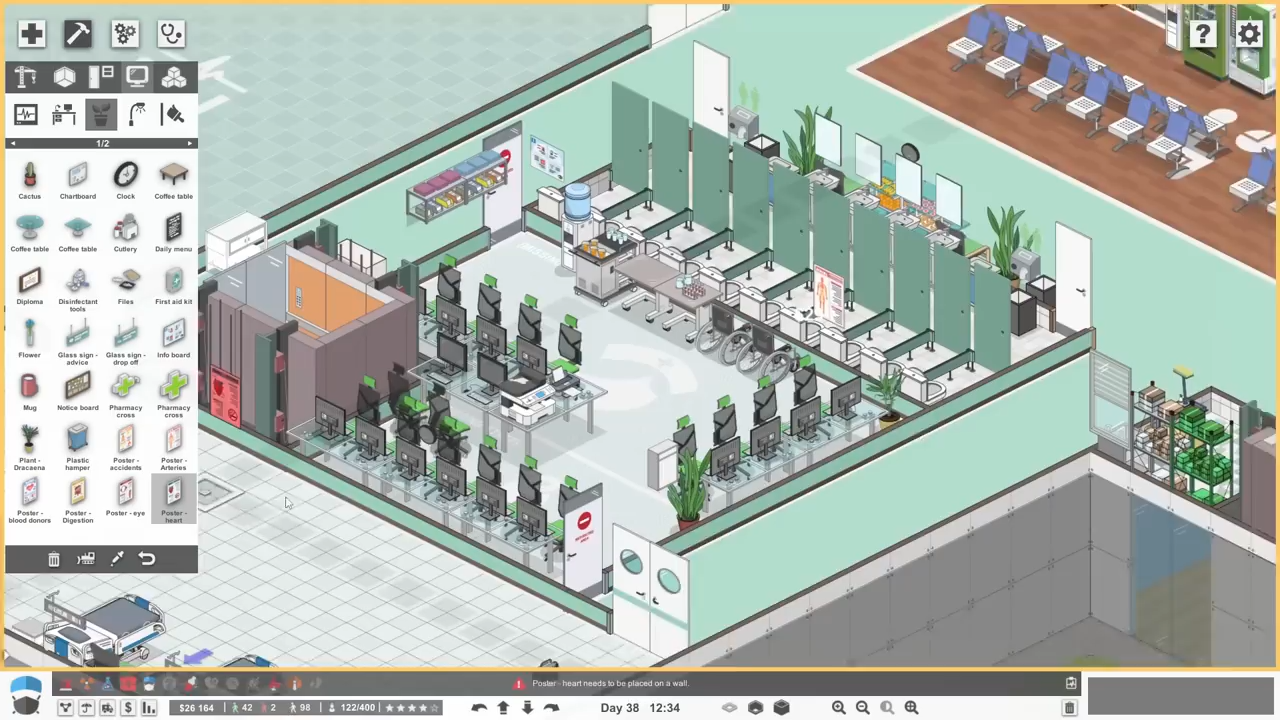 ?
1/2
Cactus Chartboard Clock Coffee table
Coffee table Coffee table Cutlery Daily menu
Diploma Disinfectant tools Files First aid kit
Flower Glass sign - advice Glass sign - drop off Info board
Mug Notice board Pharmacy cross Pharmacy cross
Plant - Dracaena Plastic hamper Poster - accidents Poster - Arteries
Poster - blood donors Poster - Digestion Poster - eye Poster - heart
Poster - heart needs to be placed on a wall.
$26 164 42 2 98 122/400
Day 38 12:34